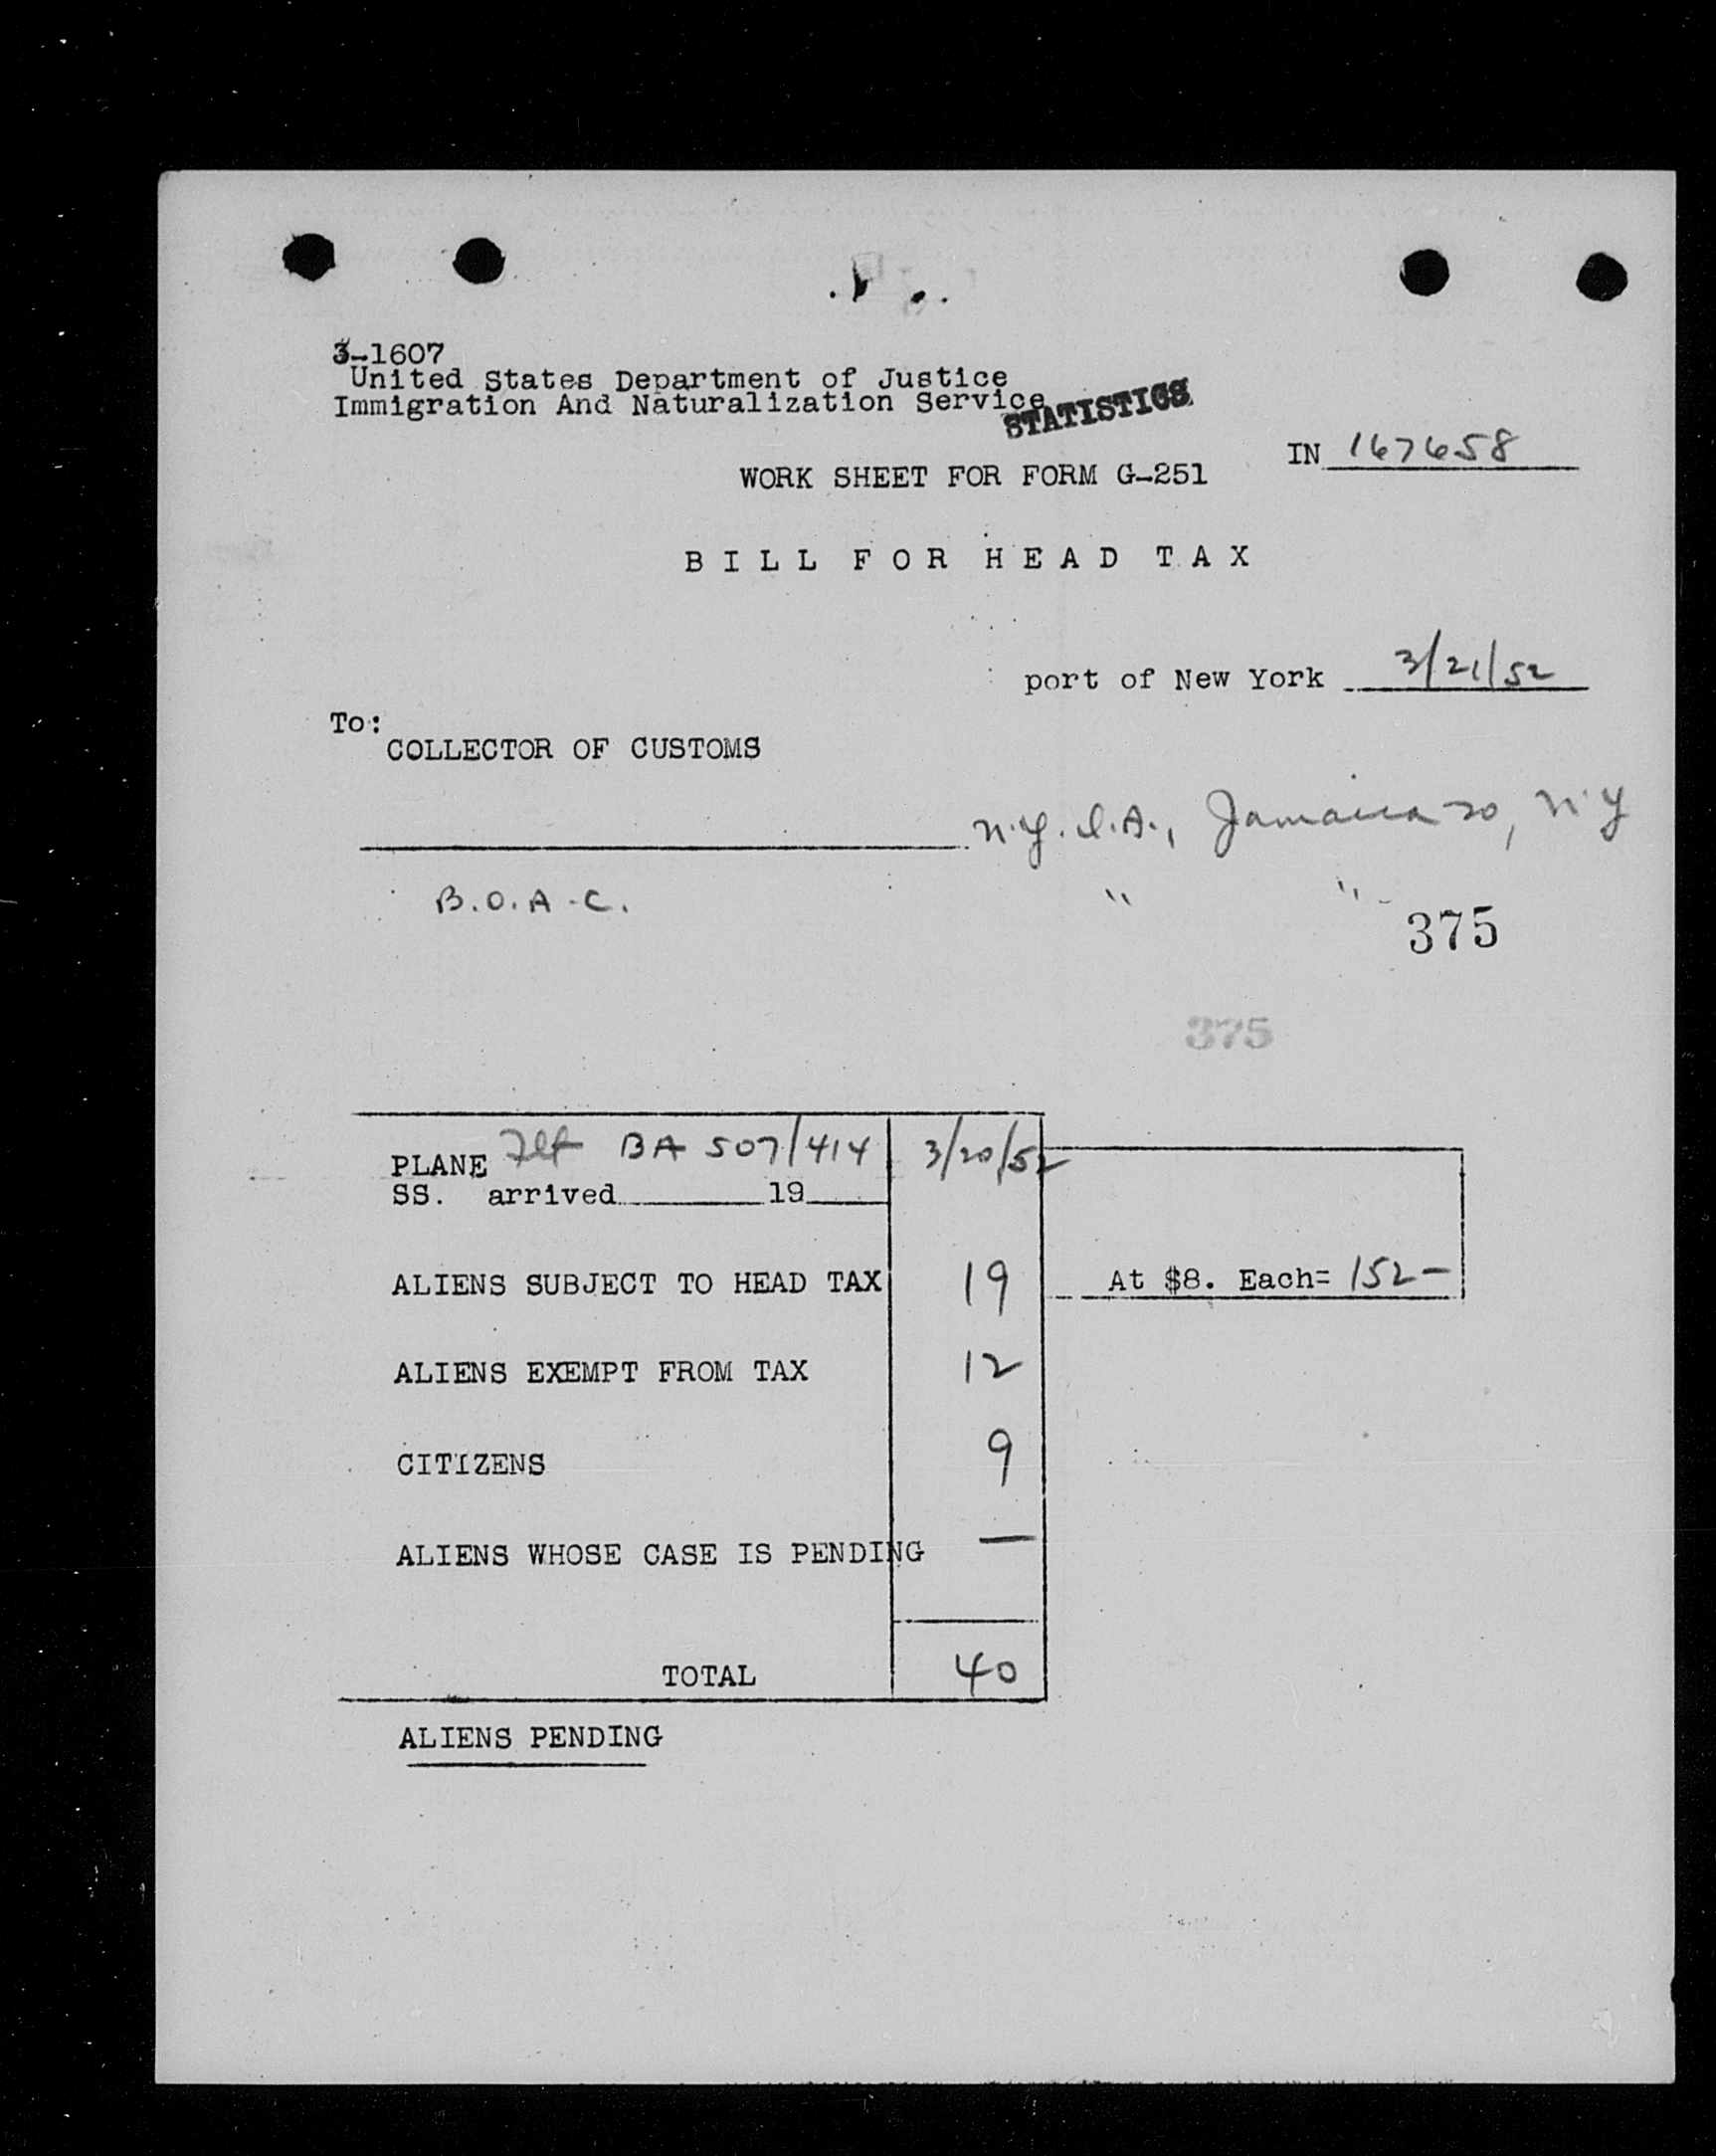 3-1607
United States Department of Justice
Immigration And Naturalization Service
STATISTICS
IN 167658
WORK SHEET FOR FORM G-251
BILL FOR HEAD TAX
port of New York 3/21/52
To:
COLLECTOR OF CUSTOMS
N.Y.I.A., Jamaica 20, N.Y
B.O.A.C. " "
375
375
PLANE Flt BA 507/414 3/20/52
SS. arrived 19
ALIENS SUBJECT TO HEAD TAX 19 At $8. Each= 152-
ALIENS EXEMPT FROM TAX 12
CITIZENS 9
ALIENS WHOSE CASE IS PENDING —
TOTAL 40
ALIENS PENDING